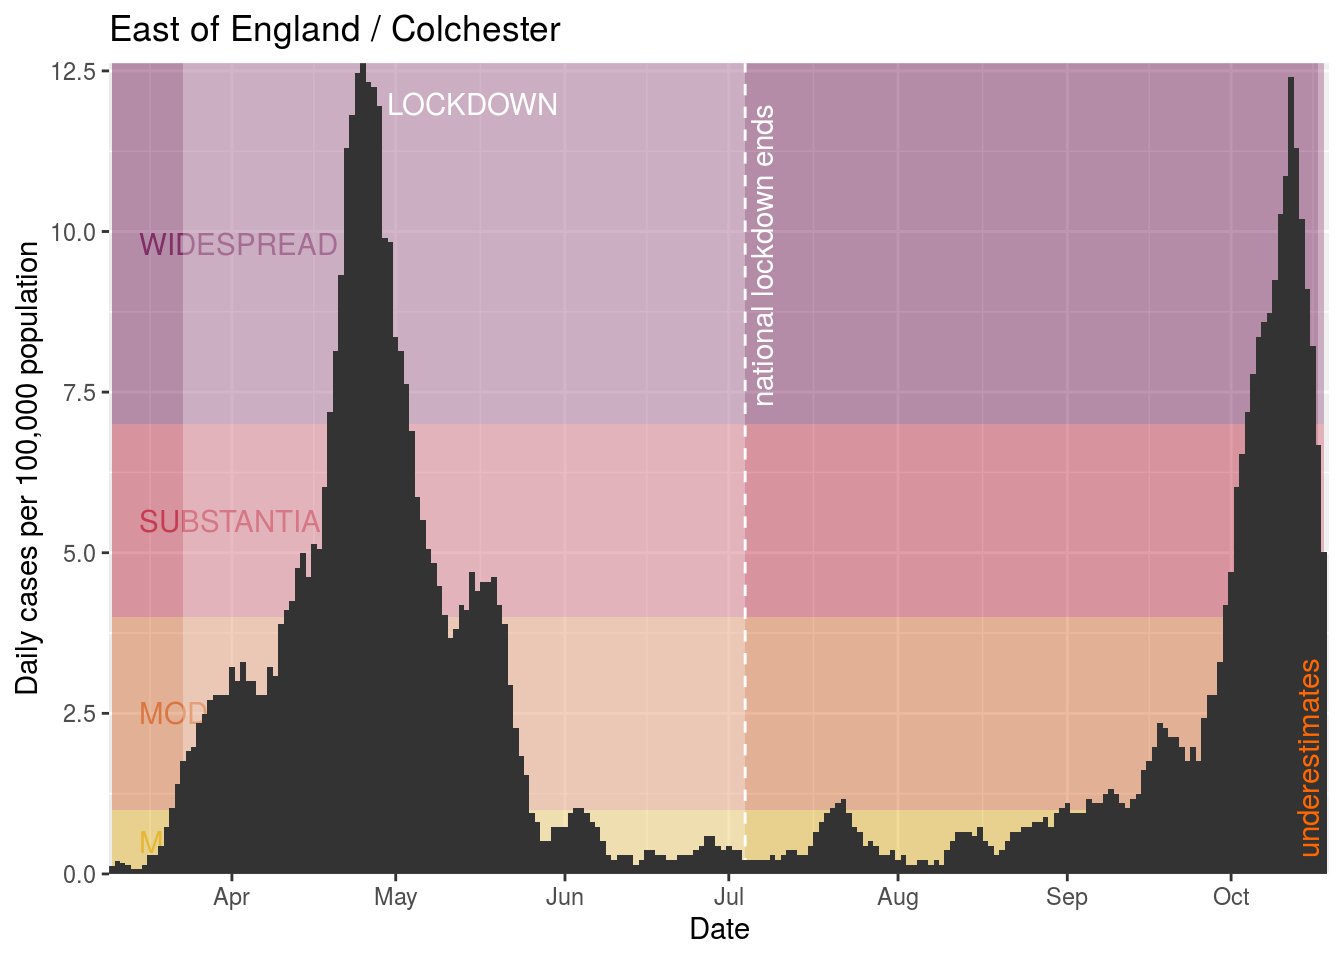 East of England / Colchester
12.5
10.0
7.5
5.0
2.5
0.0
Daily cases per 100,000 population
LOCKDOWN
WIDESPREAD
SUBSTANTIA
MOD
M
national lockdown ends
underestimates
Apr May Jun Jul Aug Sep Oct
Date